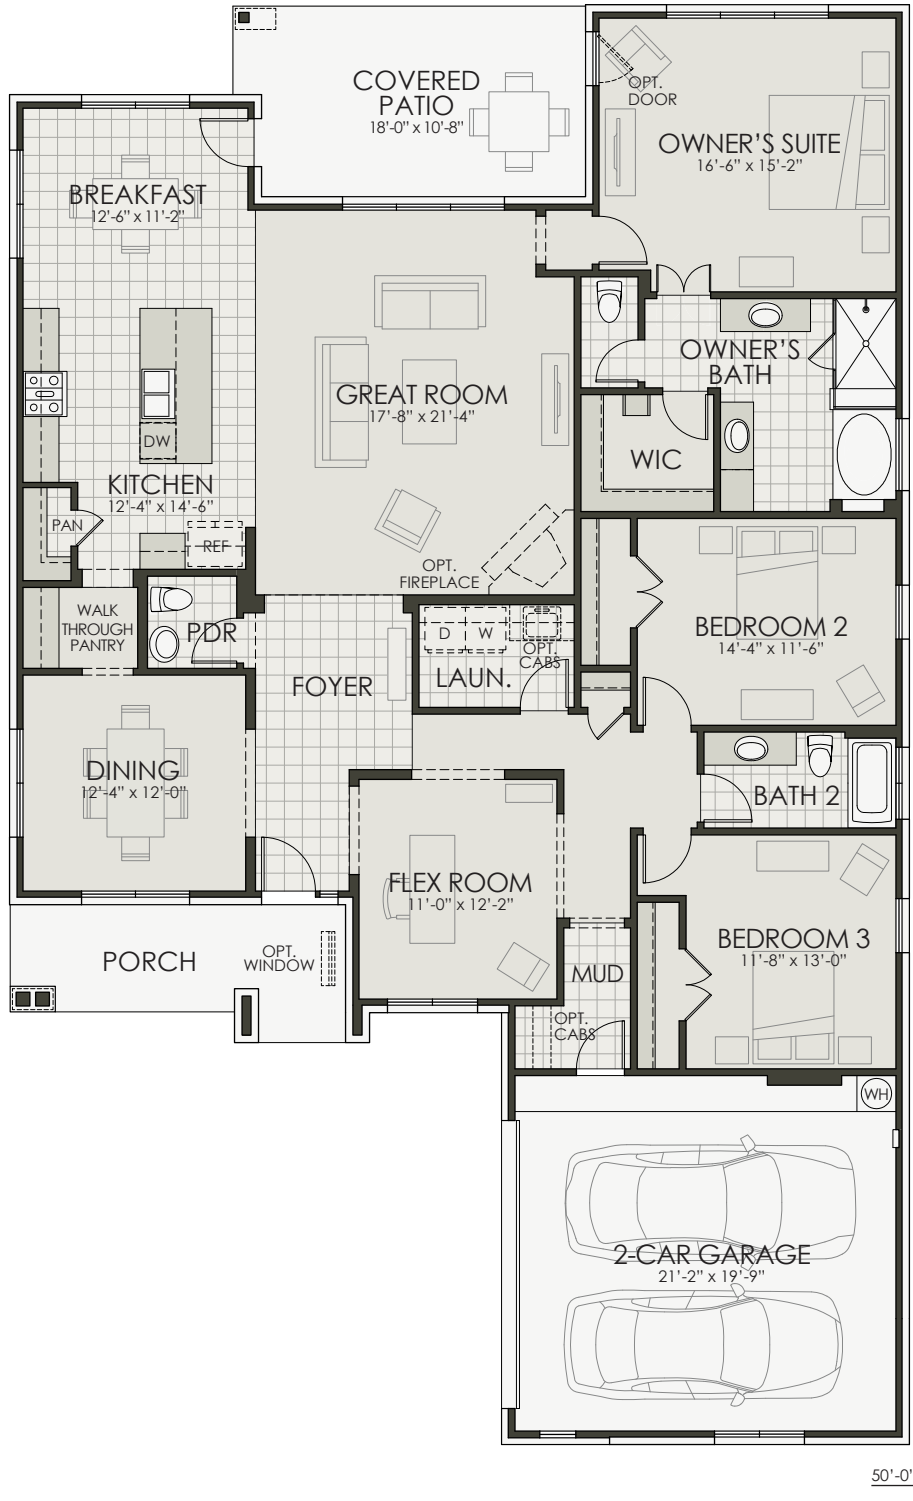 COVERED
PATIO
18'-0" x 10'-8"
OPT.
DOOR
OWNER'S SUITE
16'-6" x 15'-2"
BREAKFAST
12'-6" x 11'-2"
OWNER'S
BATH
GREAT ROOM
17'-8" x 21'-4"
DW
WIC
KITCHEN
12'-4" x 14'-6"
PAN
REF
OPT.
FIREPLACE
WALK
THROUGH
PANTRY
PDR
D
W
OPT.
CABS
LAUN.
BEDROOM 2
14'-4" x 11'-6"
FOYER
DINING
12'-4" x 12'-0"
BATH 2
FLEX ROOM
11'-0" x 12'-2"
PORCH
OPT.
WINDOW
BEDROOM 3
11'-8" x 13'-0"
MUD
OPT.
CABS
WH
2-CAR GARAGE
21'-2" x 19'-9"
50'-0'